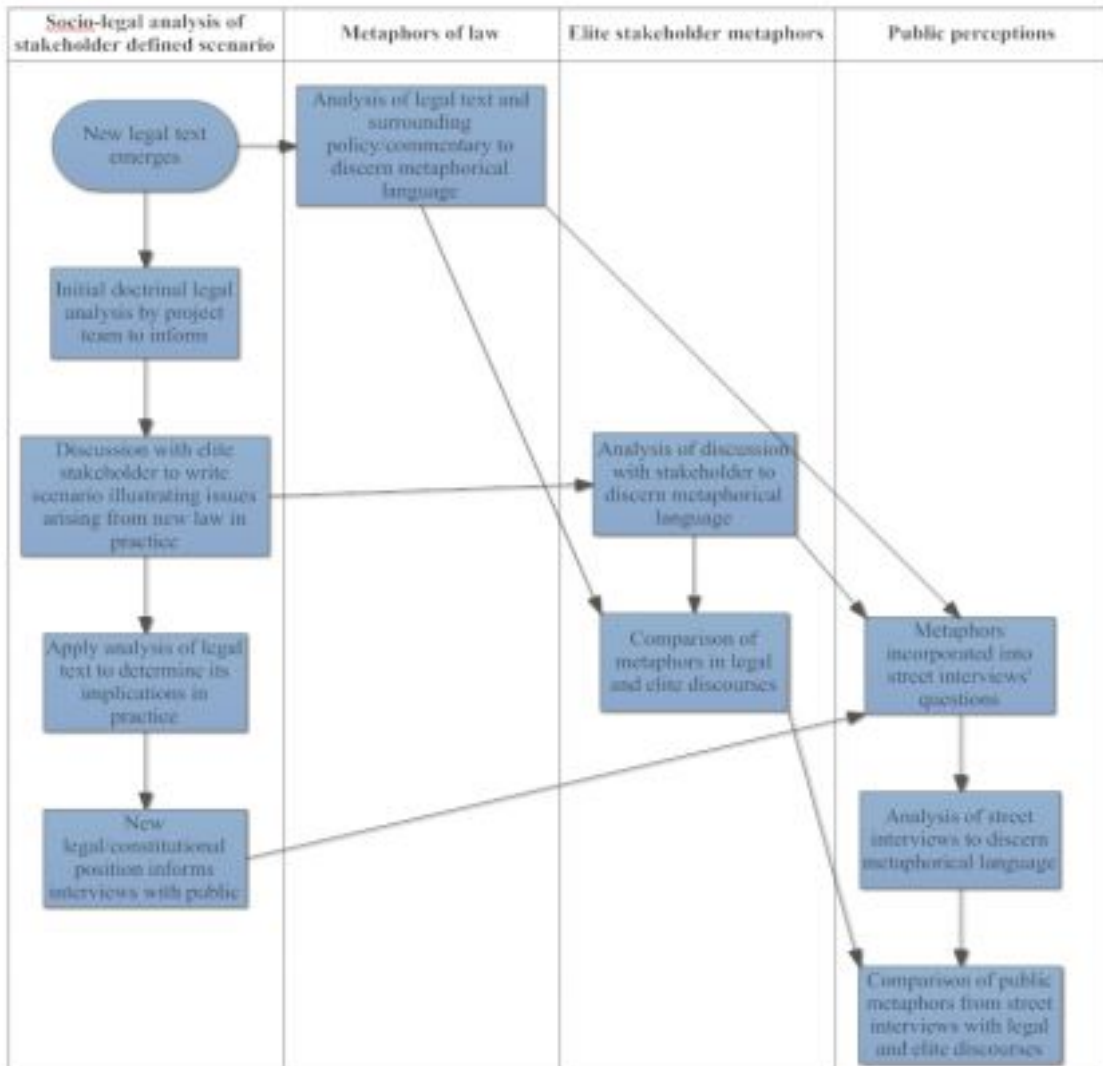 Socio-legal analysis of
stakeholder defined scenario
Metaphors of law
Elite stakeholder metaphors
Public perceptions
New legal text
emerges
Analysis of legal text and
surrounding
policy/commentary to
discern metaphorical
language
Initial doctrinal legal
analysis by project
team to inform
Discussion with elite
stakeholder to write
scenario illustrating issues
arising from new law in
practice
Analysis of discussion
with stakeholder to
discern metaphorical
language
Apply analysis of legal
text to determine its
implications in
practice
Comparison of
metaphors in legal
and elite discourses
Metaphors
incorporated into
street interviews'
questions
New
legal/constitutional
position informs
interviews with public
Analysis of street
interviews to discern
metaphorical language
Comparison of public
metaphors from street
interviews with legal
and elite discourses